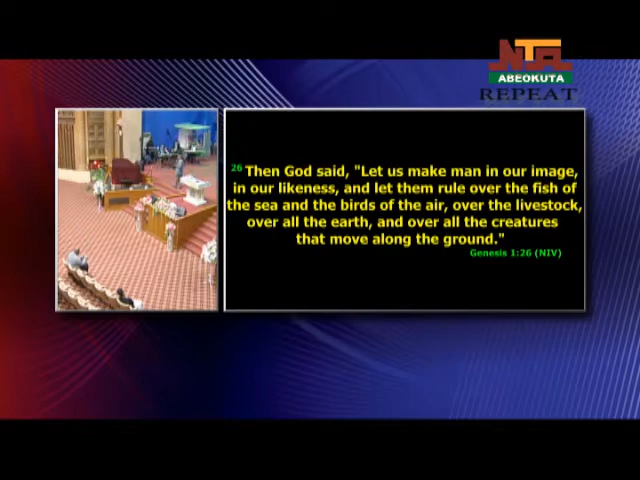 NTA
ABEOKUTA
REPEAT
26 Then God said, "Let us make man in our image,
in our likeness, and let them rule over the fish of
the sea and the birds of the air, over the livestock,
over all the earth, and over all the creatures
that move along the ground."
Genesis 1:26 (NIV)